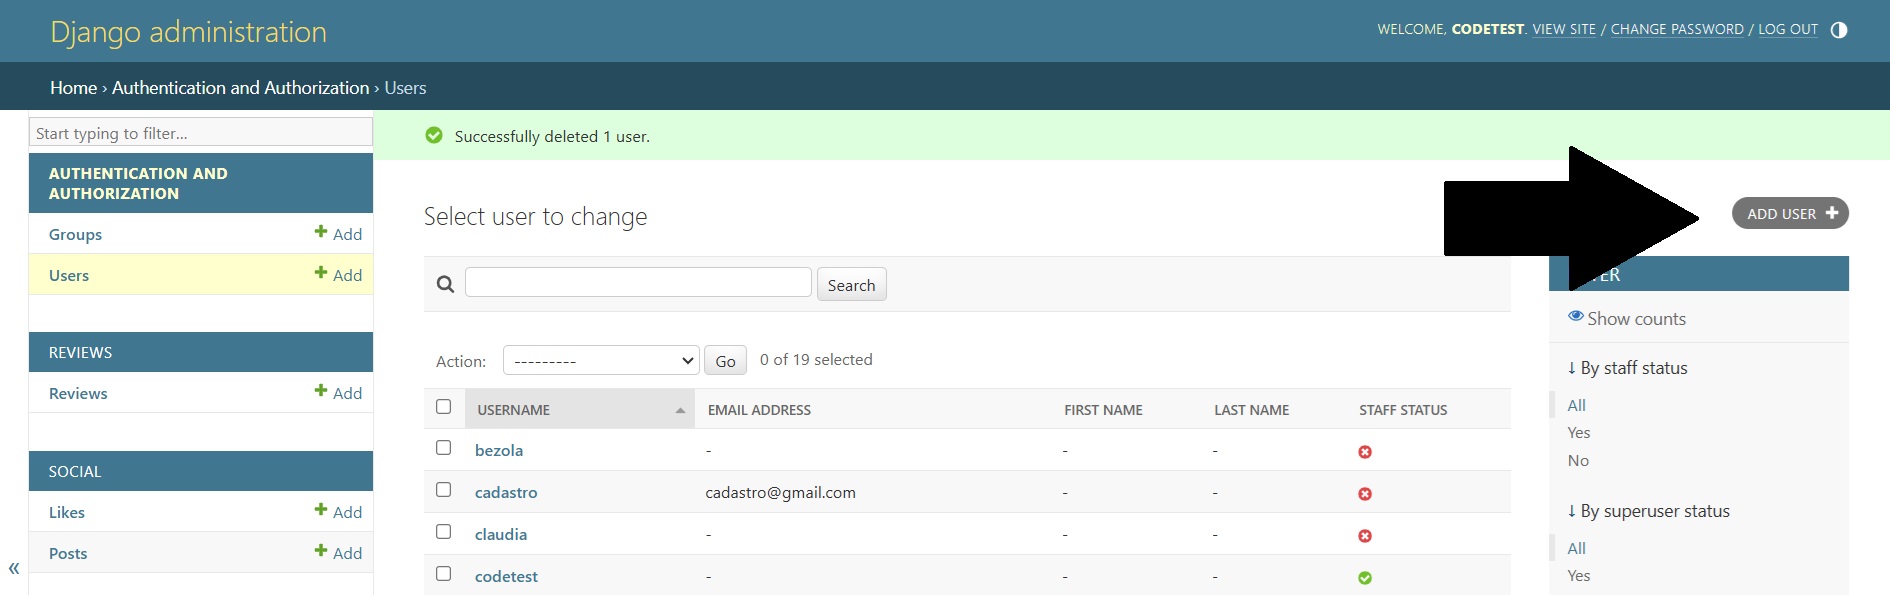 Django administration
WELCOME, CODETEST. VIEW SITE / CHANGE PASSWORD / LOG OUT
Home › Authentication and Authorization › Users
Start typing to filter...
AUTHENTICATION AND
AUTHORIZATION
Groups
Add
Users
Add
REVIEWS
Reviews
Add
SOCIAL
Likes
Add
Posts
Add
«
Successfully deleted 1 user.
Select user to change
ADD USER
Search
Action:
---------
Go
0 of 19 selected
USERNAME EMAIL ADDRESS FIRST NAME LAST NAME STAFF STATUS
bezola - - -
cadastro cadastro@gmail.com - -
claudia - - -
codetest - - -
Show counts
↓ By staff status
All
Yes
No
↓ By superuser status
All
Yes